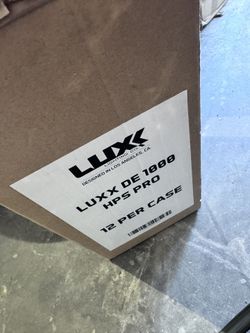 LUXX
DESIGNED IN LOS ANGELES, CA
LUXX DE 1000
HPS PRO
12 PER CASE